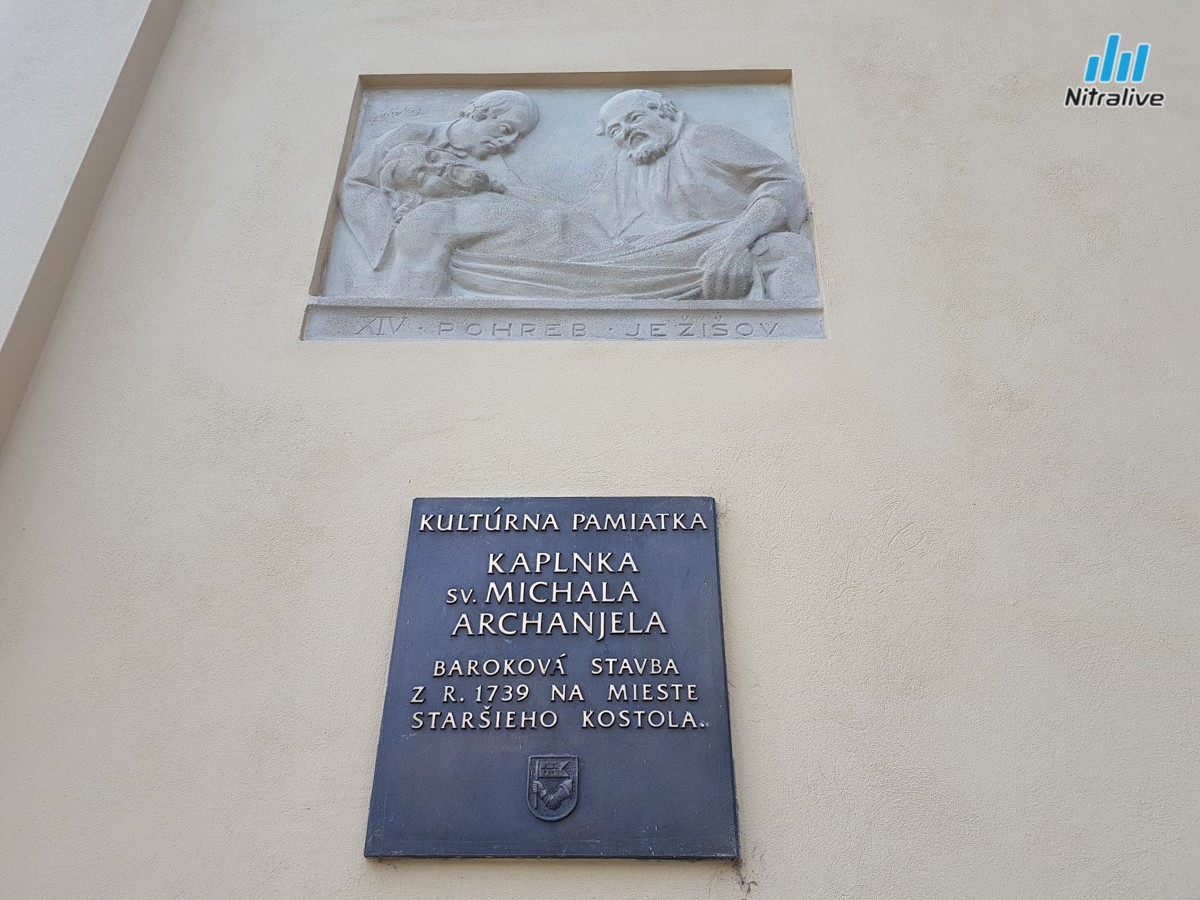 Nitralive
XIV · POHREB · JEŽIŠOV
KULTÚRNA PAMIATKA
KAPLNKA
SV. MICHALA
ARCHANJELA
BAROKOVÁ STAVBA
Z R. 1739 NA MIESTE
STARŠIEHO KOSTOLA.